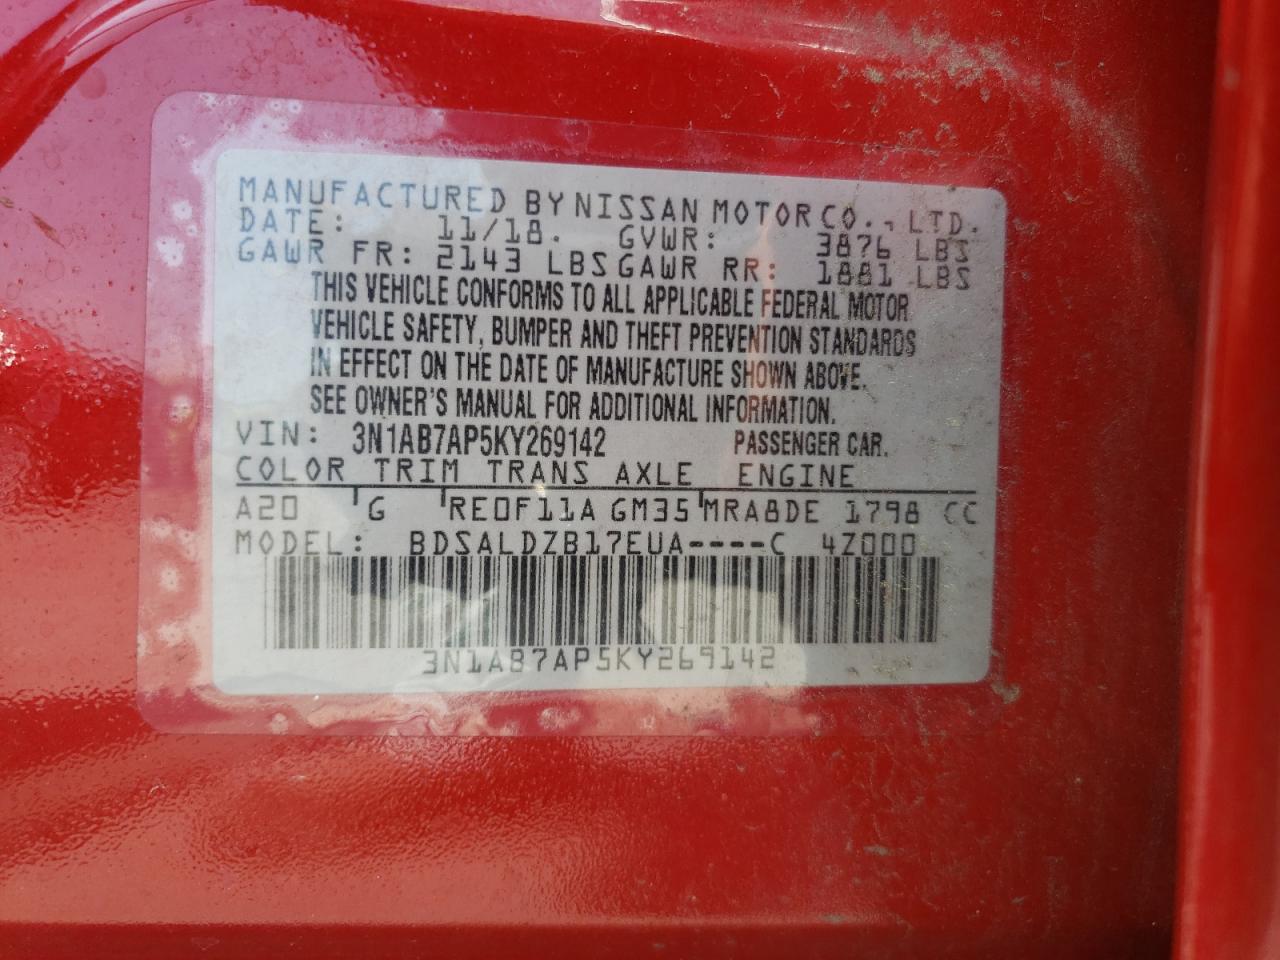 MANUFACTURED BY NISSAN MOTOR CO., LTD.
DATE: 11/18. GVWR: 3876 LBS
GAWR FR: 2143 LBS GAWR RR: 1881 LBS
THIS VEHICLE CONFORMS TO ALL APPLICABLE FEDERAL MOTOR
VEHICLE SAFETY, BUMPER AND THEFT PREVENTION STANDARDS
IN EFFECT ON THE DATE OF MANUFACTURE SHOWN ABOVE.
SEE OWNER'S MANUAL FOR ADDITIONAL INFORMATION.
VIN: 3N1AB7AP5KY269142 PASSENGER CAR.
COLOR TRIM TRANS AXLE ENGINE
A20 G RE0F11A GM35 MRA8DE 1798 CC
MODEL: BDSALDZB17EUA----C 4Z000
3N1AB7AP5KY269142